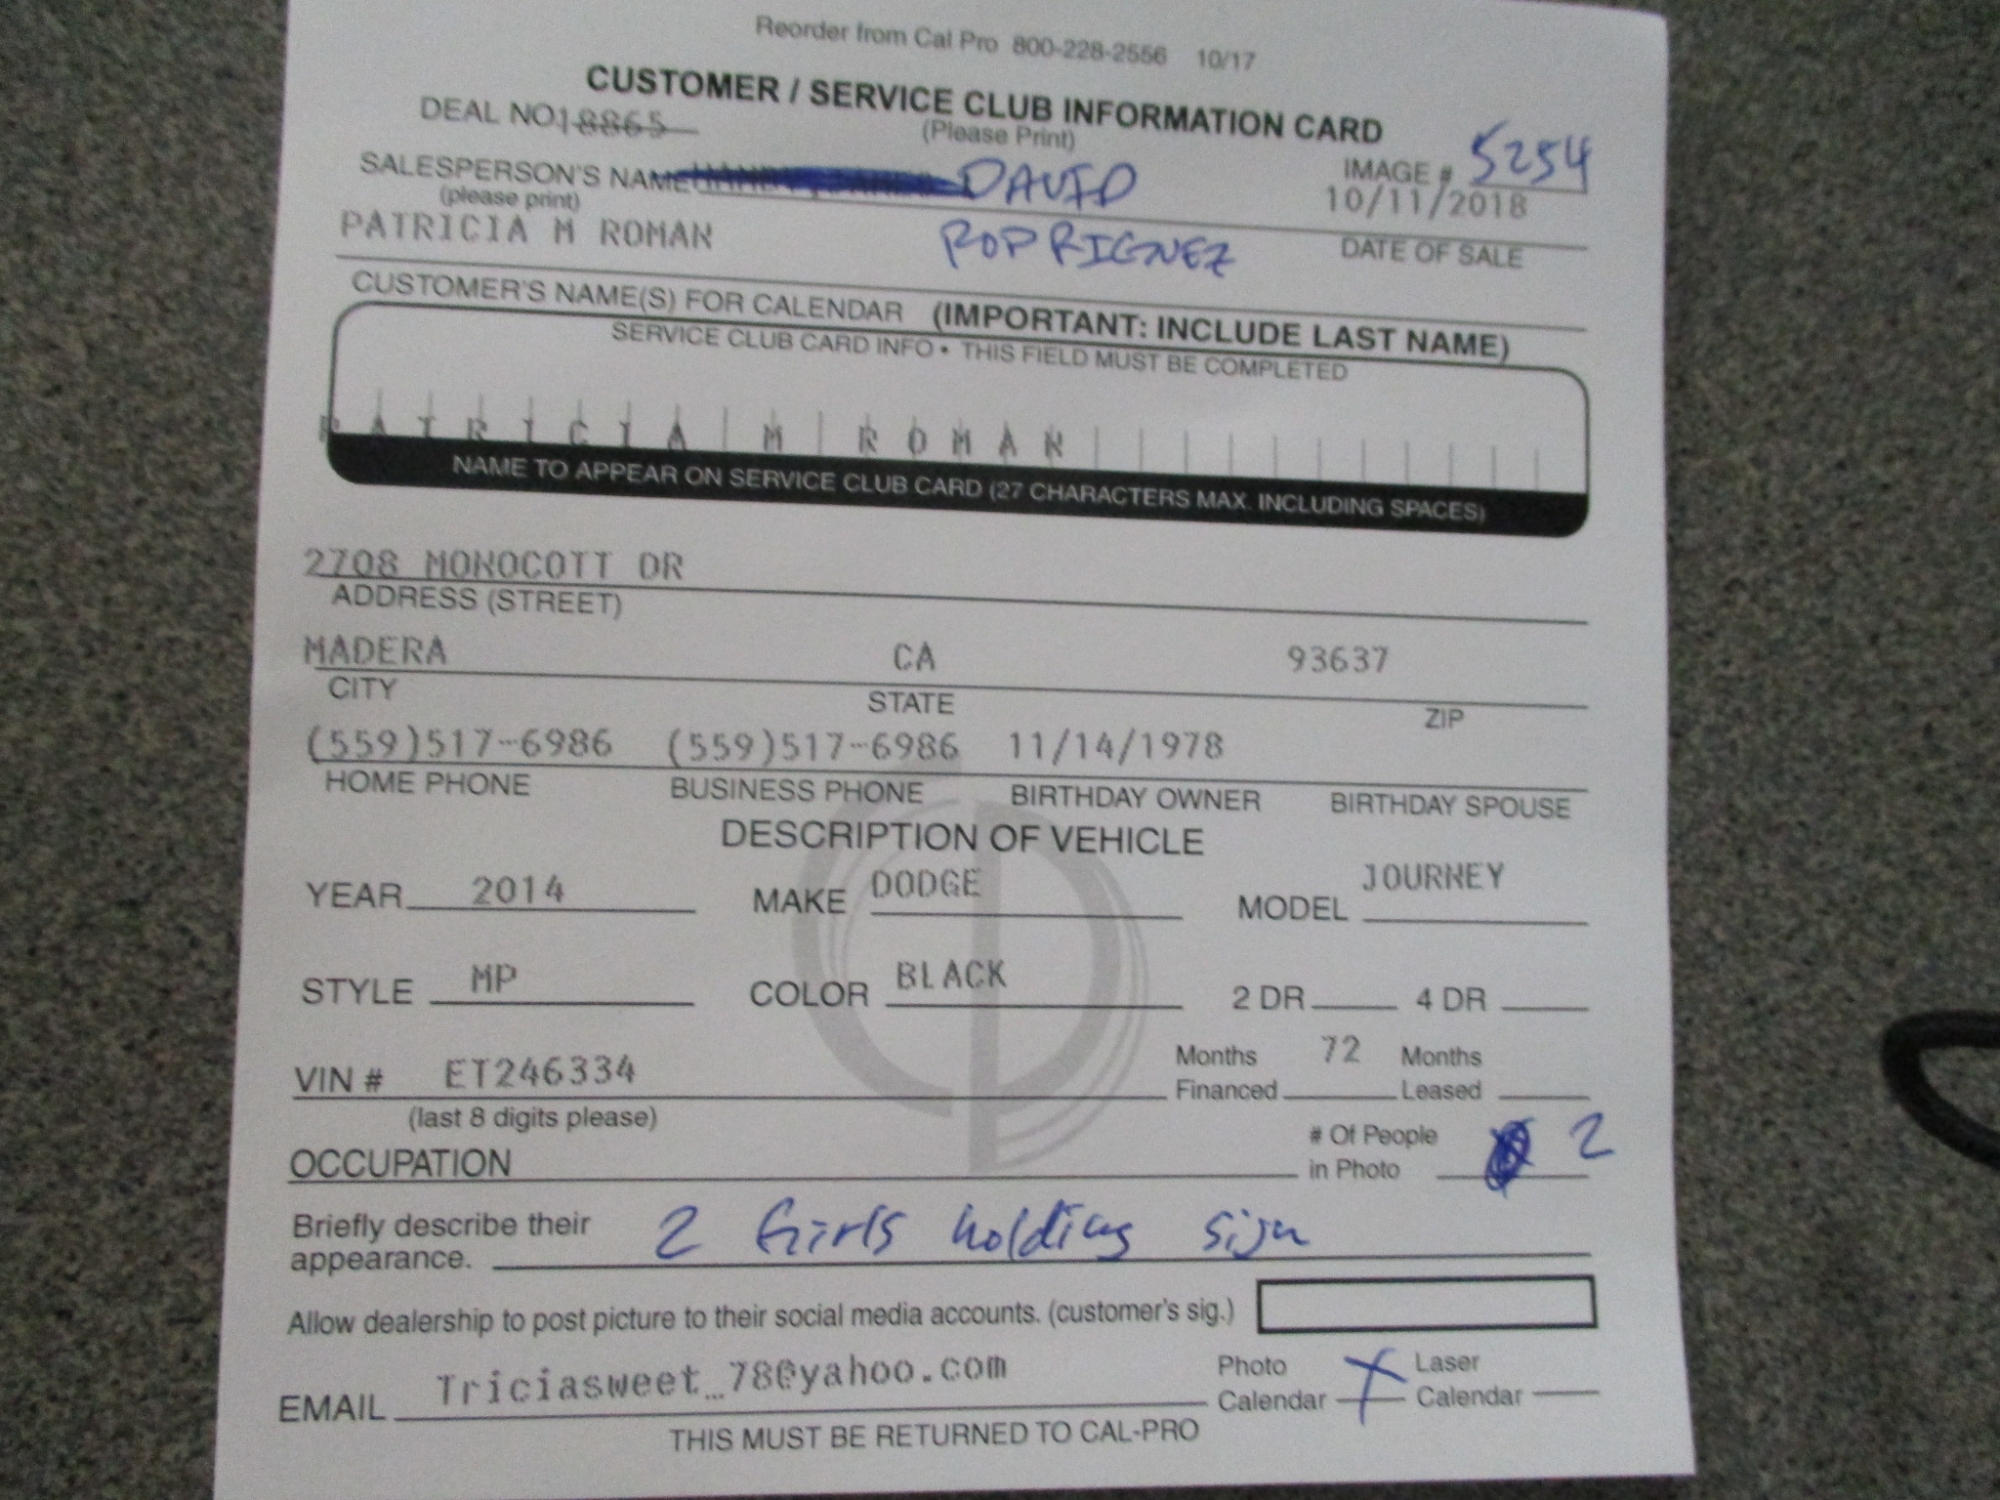 Reorder from Cal Pro 800-228-2556 10/17
CUSTOMER / SERVICE CLUB INFORMATION CARD
DEAL NO. 18865
(Please Print)
IMAGE # 5254
SALESPERSON'S NAME DAVID
(please print)
10/11/2018
PATRICIA M ROMAN RODRIGUEZ
DATE OF SALE
CUSTOMER'S NAME(S) FOR CALENDAR (IMPORTANT: INCLUDE LAST NAME)
SERVICE CLUB CARD INFO • THIS FIELD MUST BE COMPLETED
PATRICIA M ROMAN
NAME TO APPEAR ON SERVICE CLUB CARD (27 CHARACTERS MAX. INCLUDING SPACES)
2708 MONOCOTT DR
ADDRESS (STREET)
MADERA CA 93637
CITY STATE ZIP
(559)517-6986 (559)517-6986 11/14/1978
HOME PHONE BUSINESS PHONE BIRTHDAY OWNER BIRTHDAY SPOUSE
DESCRIPTION OF VEHICLE
YEAR 2014 MAKE DODGE MODEL JOURNEY
STYLE MP COLOR BLACK 2 DR 4 DR
VIN # ET246334 Months Financed 72 Months Leased
(last 8 digits please)
OCCUPATION # Of People in Photo 2
Briefly describe their appearance. 2 Girls holding sign
Allow dealership to post picture to their social media accounts. (customer's sig.)
EMAIL Triciasweet_78@yahoo.com Photo Calendar X Laser Calendar
THIS MUST BE RETURNED TO CAL-PRO